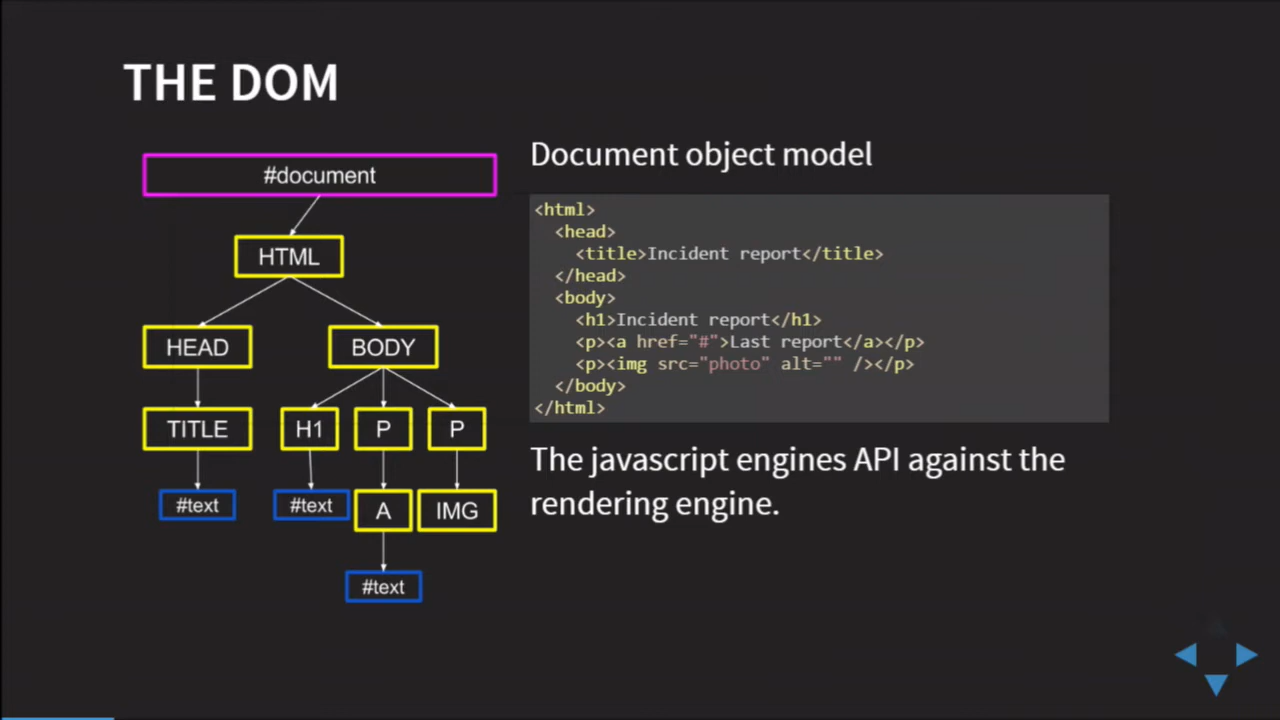 THE DOM
#document
HTML
HEAD
BODY
TITLE
H1
P
P
#text
#text
A
IMG
#text
Document object model
<html>
  <head>
    <title>Incident report</title>
  </head>
  <body>
    <h1>Incident report</h1>
    <p><a href="#">Last report</a></p>
    <p><img src="photo" alt="" /></p>
  </body>
</html>
The javascript engines API against the
rendering engine.